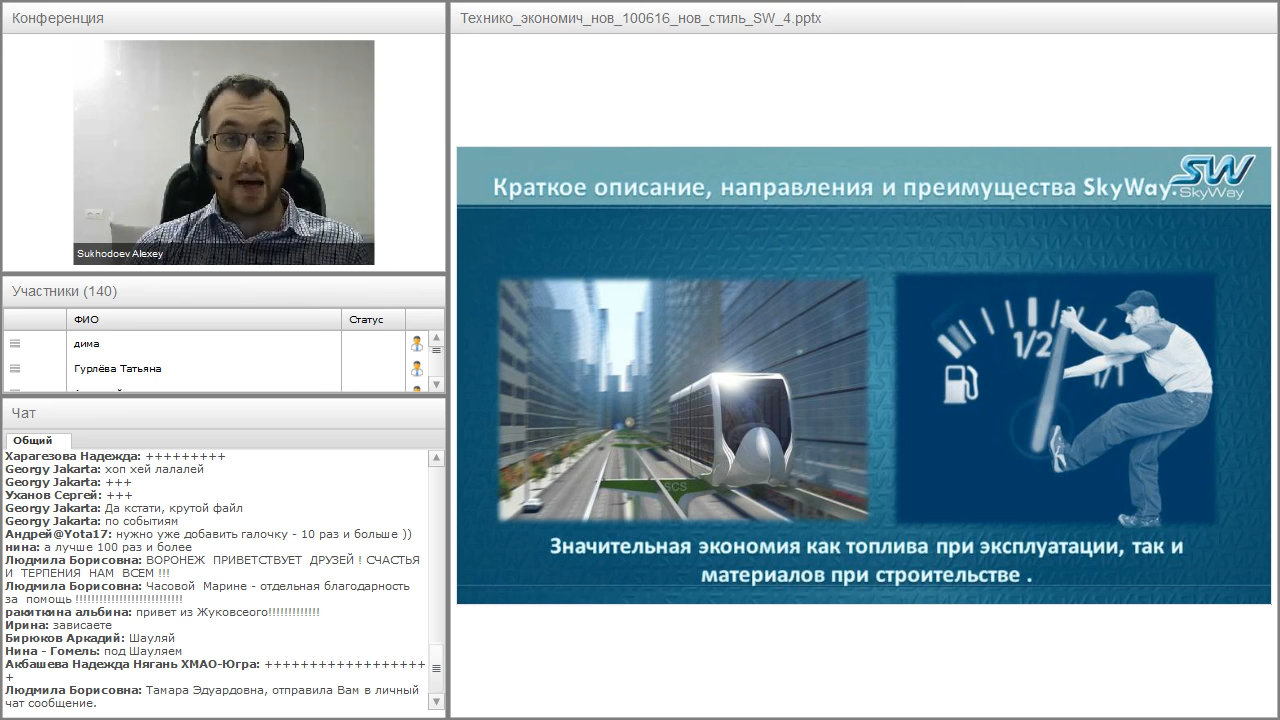 Конференция
Sukhodoev Alexey
Участники (140)
ФИО
Статус
дима
Гурлёва Татьяна
Чат
Общий
Харагезова Надежда: +++++++++
Georgy Jakarta: хоп хей лалалей
Georgy Jakarta: +++
Уханов Сергей: +++
Georgy Jakarta: Да кстати, крутой файл
Georgy Jakarta: по событиям
Андрей@Yota17: нужно уже добавить галочку - 10 раз и больше ))
нина: а лучше 100 раз и более
Людмила Борисовна: ВОРОНЕЖ ПРИВЕТСТВУЕТ ДРУЗЕЙ ! СЧАСТЬЯ
И ТЕРПЕНИЯ НАМ ВСЕМ !!!
Людмила Борисовна: Часовой Марине - отдельная благодарность
за помощь !!!!!!!!!!!!!!!!!!!!!!!!!!
ракиткина альбина: привет из Жуковсеого!!!!!!!!!!!!!
Ирина: зависаете
Бирюков Аркадий: Шауляй
Нина - Гомель: под Шауляем
Акбашева Надежда Нягань ХМАО-Югра: ++++++++++++++++++
+
Людмила Борисовна: Тамара Эдуардовна, отправила Вам в личный
чат сообщение.
Технико_экономич_нов_100616_нов_стиль_SW_4.pptx
Краткое описание, направления и преимущества SkyWay.
SW
SkyWay
SCS
1/2
1/1
Значительная экономия как топлива при эксплуатации, так и
материалов при строительстве .